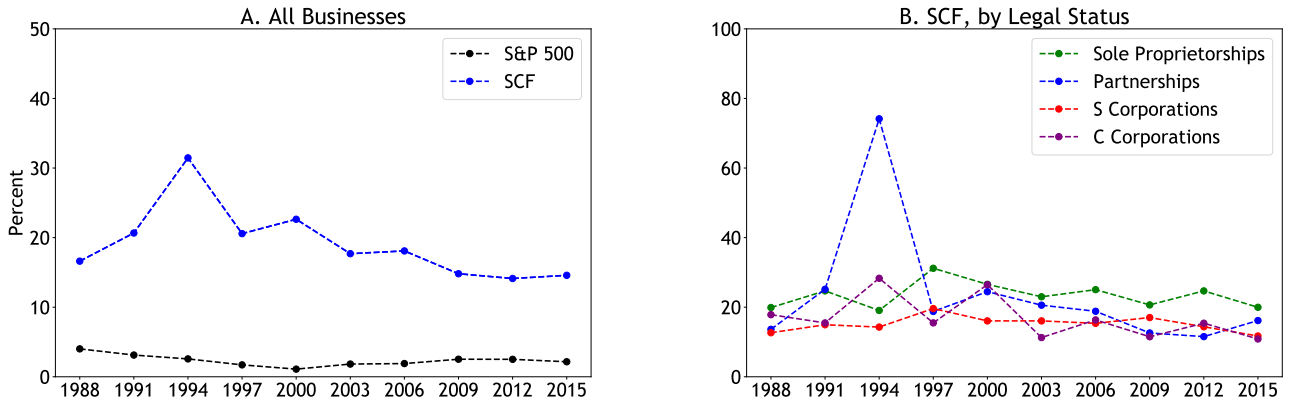 A. All Businesses
50
40
30
20
10
0
Percent
S&P 500
SCF
1988 1991 1994 1997 2000 2003 2006 2009 2012 2015
B. SCF, by Legal Status
100
80
60
40
20
0
Sole Proprietorships
Partnerships
S Corporations
C Corporations
1988 1991 1994 1997 2000 2003 2006 2009 2012 2015